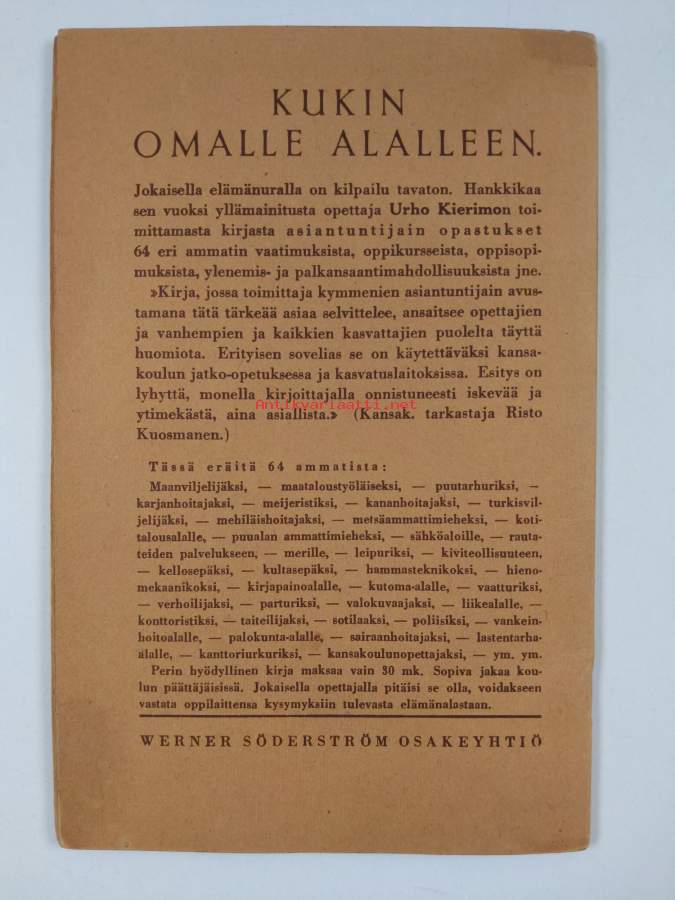 KUKIN
OMALLE ALALLEEN.
Jokaisella elämänuralla on kilpailu tavaton. Hankkikaa
sen vuoksi yllämainitusta opettaja Urho Kierimon toi-
mittamasta kirjasta asiantuntijain opastukset
64 eri ammatin vaatimuksista, oppikursseista, oppisopi-
muksista, ylenemis- ja palkansaantimahdollisuuksista jne.
»Kirja, jossa toimittaja kymmenien asiantuntijain avus-
tamana tätä tärkeää asiaa selvittelee, ansaitsee opettajien
ja vanhempien ja kaikkien kasvattajien puolelta täyttä
huomiota. Erityisen sovelias se on käytettäväksi kansa-
koulun jatko-opetuksessa ja kasvatuslaitoksissa. Esitys on
lyhyttä, monella kirjoittajalla onnistuneesti iskevää ja
ytimekästä, aina asiallista.» (Kansak. tarkastaja Risto
Kuosmanen.)
Antikvariaatti.net
Tässä eräitä 64 ammatista:
Maanviljelijäksi, — maataloustyöläiseksi, — puutarhuriksi, —
karjanhoitajaksi, — meijeristiksi, — kananhoitajaksi, — turkisvil-
jelijäksi, — mehiläishoitajaksi, — metsäammattimieheksi, — koti-
talousalalle, — puualan ammattimieheksi, — sähköaloille, — rauta-
teiden palvelukseen, — merille, — leipuriksi, — kiviteollisuuteen,
— kellosepäksi, — kultasepäksi, — hammasteknikoksi, — hieno-
mekaanikoksi, — kirjapainoalalle, — kutoma-alalle, — vaatturiksi,
— verhoilijaksi, — parturiksi, — valokuvaajaksi, — liikealalle, —
konttoristiksi, — taiteilijaksi, — sotilaaksi, — poliisiksi, — vankein-
hoitoalalle, — palokunta-alalle, — sairaanhoitajaksi, — lastentarha-
alalle, — kanttoriurkuriksi, — kansakoulunopettajaksi, — ym. ym.
Perin hyödyllinen kirja maksaa vain 30 mk. Sopiva jakaa kou-
lun päättäjäisissä. Jokaisella opettajalla pitäisi se olla, voidakseen
vastata oppilaittensa kysymyksiin tulevasta elämänalastaan.
WERNER SÖDERSTRÖM OSAKEYHTIÖ